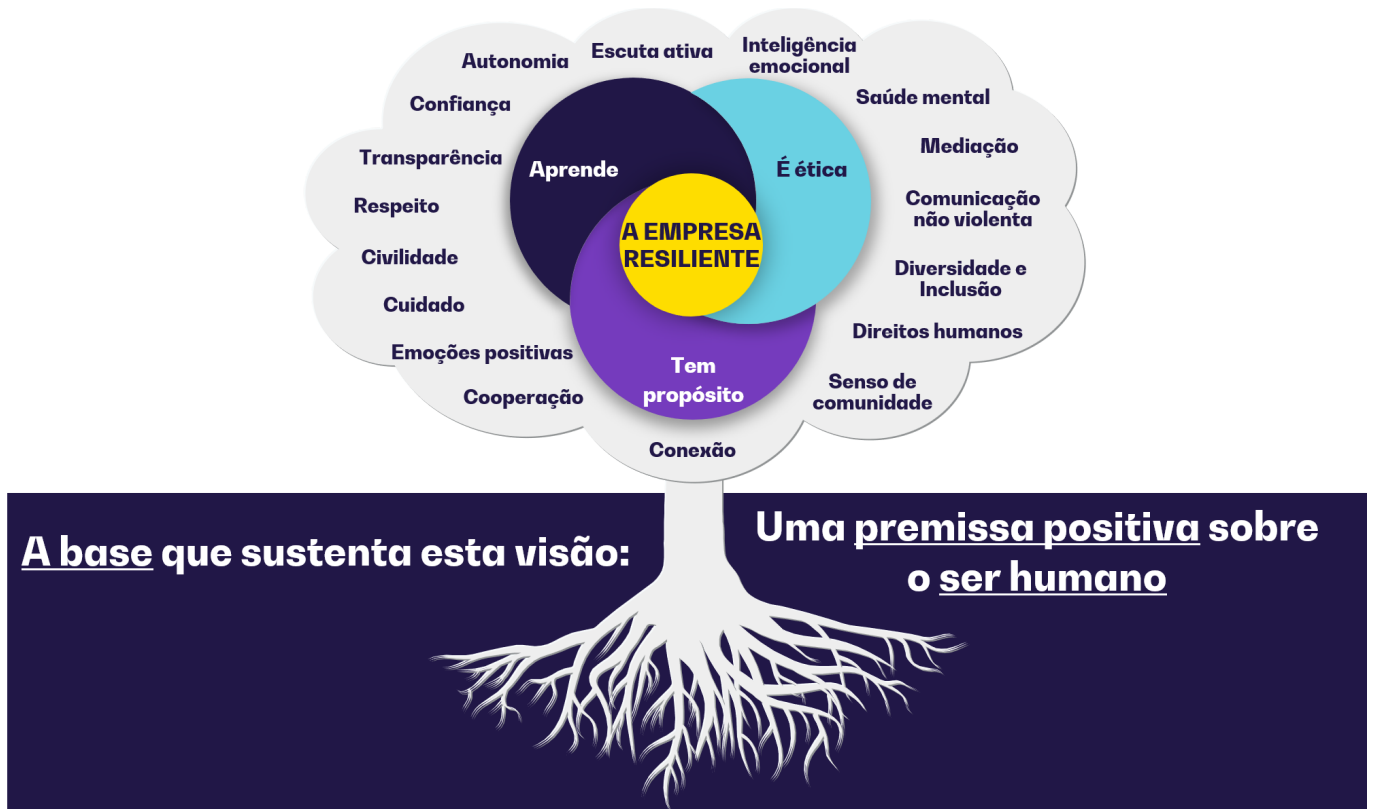 Autonomia
Escuta ativa
Inteligência
emocional
Confiança
Saúde mental
Transparência
Mediação
Respeito
Comunicação
não violenta
Civilidade
Diversidade e
Inclusão
Cuidado
Direitos humanos
Emoções positivas
Senso de
comunidade
Cooperação
Conexão
Aprende
É ética
A EMPRESA
RESILIENTE
Tem
propósito
A base que sustenta esta visão:
Uma premissa positiva sobre
o ser humano